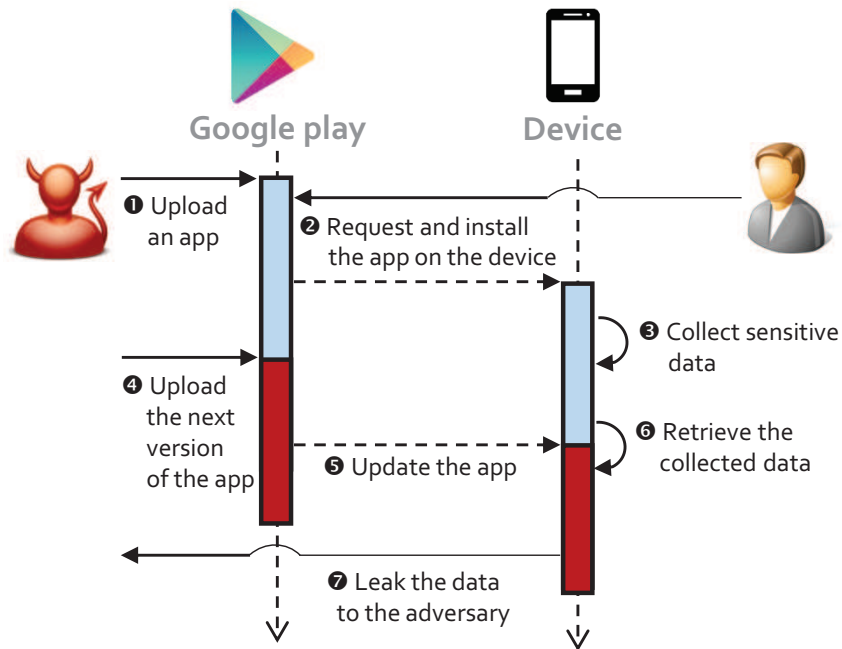 Google play
Device
❶ Upload
an app
❷ Request and install
the app on the device
❸ Collect sensitive
data
❹ Upload
the next
version
of the app
❺ Update the app
❻ Retrieve the
collected data
❼ Leak the data
to the adversary